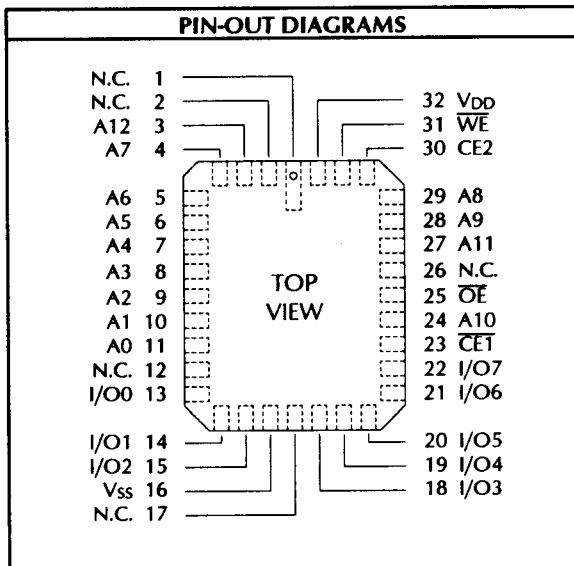 PIN-OUT DIAGRAMS
N.C. 1
N.C. 2
A12 3
A7 4
A6 5
A5 6
A4 7
A3 8
A2 9
A1 10
A0 11
N.C. 12
I/O0 13
I/O1 14
I/O2 15
Vss 16
N.C. 17
TOP
VIEW
32 VDD
31 W̅E̅
30 CE2
29 A8
28 A9
27 A11
26 N.C.
25 O̅E̅
24 A10
23 C̅E̅1̅
22 I/O7
21 I/O6
20 I/O5
19 I/O4
18 I/O3